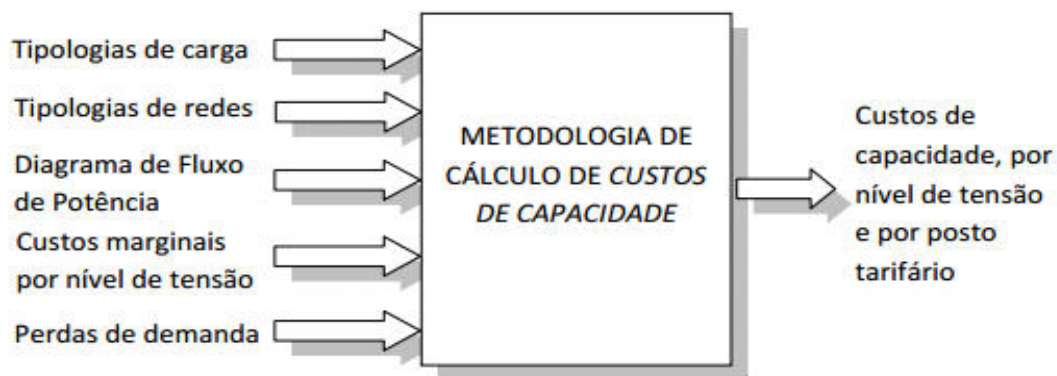 Tipologias de carga
Tipologias de redes
Diagrama de Fluxo
de Potência
Custos marginais
por nível de tensão
Perdas de demanda
METODOLOGIA DE
CÁLCULO DE CUSTOS
DE CAPACIDADE
Custos de
capacidade, por
nível de tensão
e por posto
tarifário